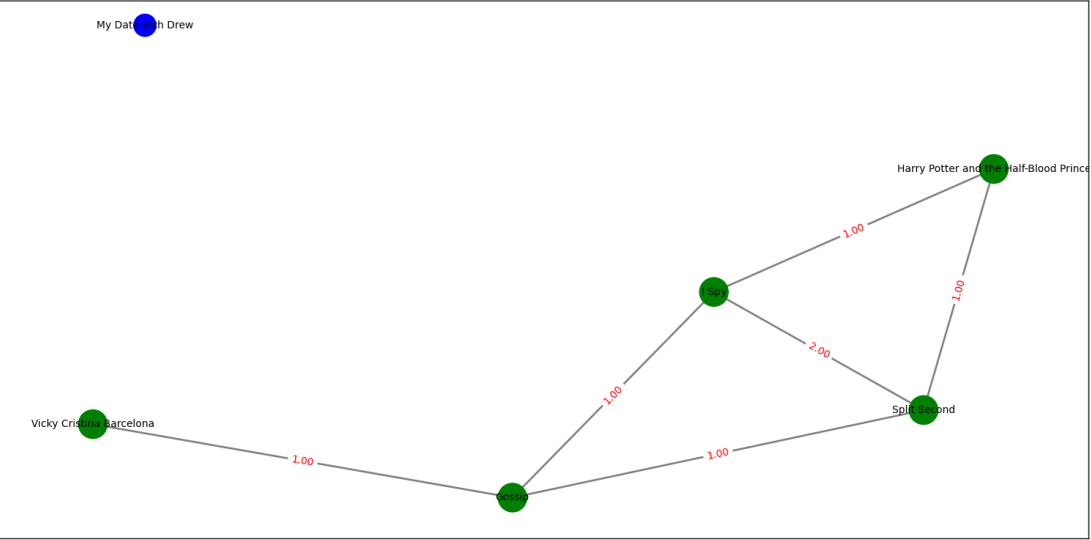 My Date with Drew
Harry Potter and the Half-Blood Prince
1.00
I Spy
1.00
2.00
1.00
Split Second
Vicky Cristina Barcelona
1.00
1.00
Gossip